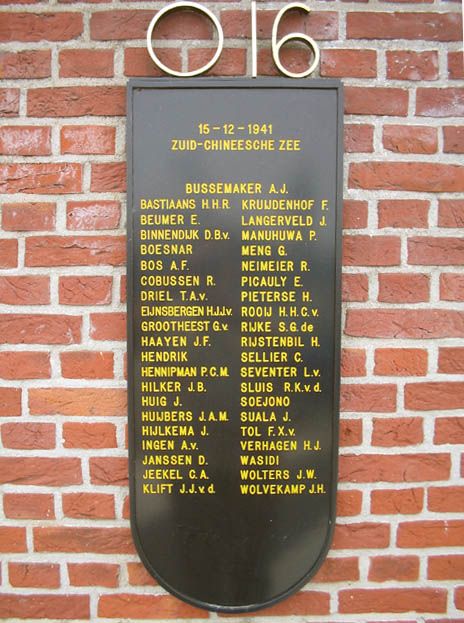 O 16
15-12-1941
ZUID-CHINEESCHE ZEE
BUSSEMAKER A.J.
BASTIAANS H.H.R. KRUIJDENHOF F.
BEUMER E. LANGERVELD J.
BINNENDIJK D.B.v. MANUHUWA P.
BOESNAR MENG G.
BOS A.F. NEIMEIER R.
COBUSSEN R. PICAULY E.
DRIEL T.A.v. PIETERSE H.
EIJNSBERGEN H.J.J.v. ROOIJ H.H.C.v.
GROOTHEEST G.v. RIJKE S.G.de
HAAYEN J.F. RIJSTENBIL H.
HENDRIK SELLIER C.
HENNIPMAN P.C.M. SEVENTER L.v.
HILKER J.B. SLUIS R.K.v.d.
HUIG J. SOEJONO
HUIJBERS J.A.M. SUALA J.
HIJLKEMA J. TOL F.X.v.
INGEN A.v. VERHAGEN H.J.
JANSSEN D. WASIDI
JEEKEL C.A. WOLTERS J.W.
KLIFT J.J.v.d. WOLVEKAMP J.H.